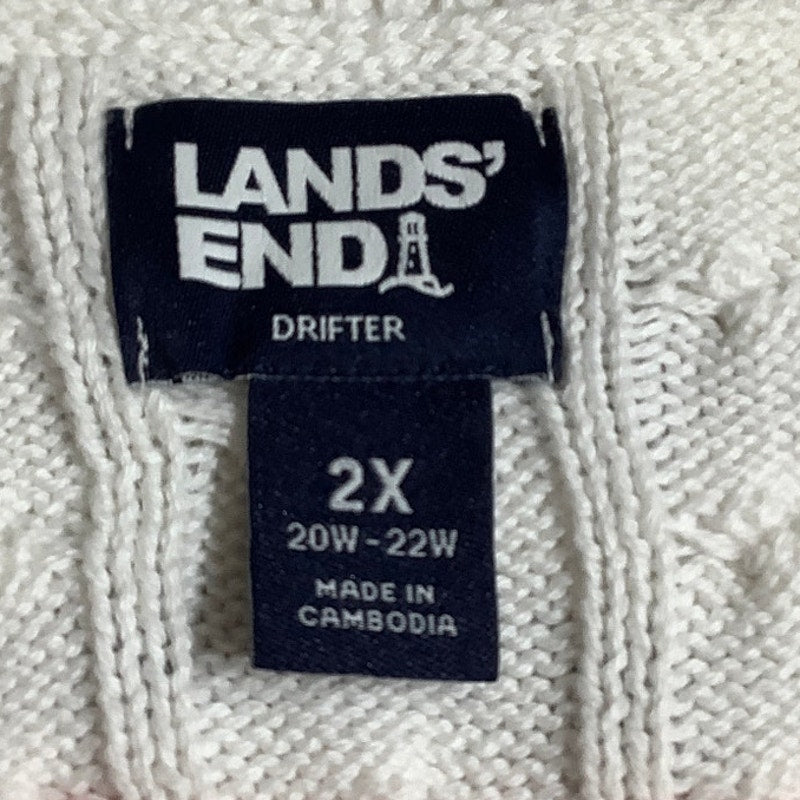 LANDS'
END
DRIFTER
2X
20W-22W
MADE IN
CAMBODIA